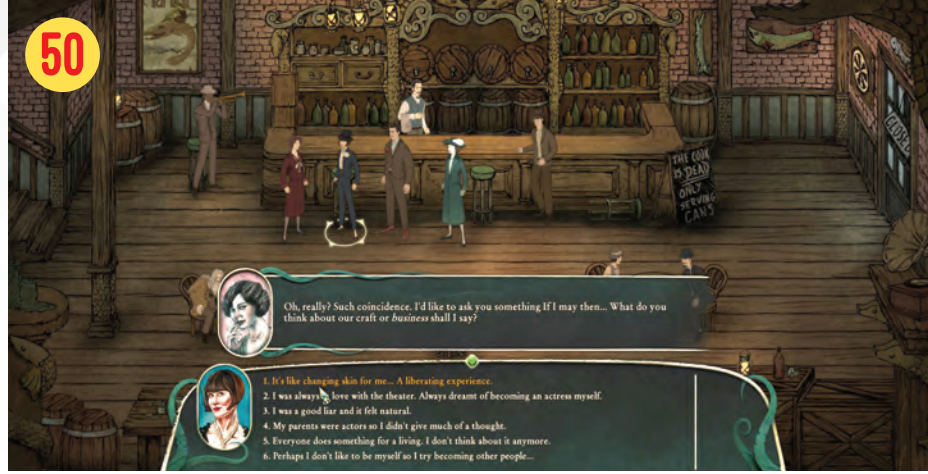 50
THE COOK
IS DEAD
ONLY
SERVING
CANS
CLOSED
Oh, really? Such coincidence. I'd like to ask you something If I may then... What do you
think about our craft or business shall I say?
1. It's like changing skin for me... A liberating experience.
2. I was always love with the theater. Always dreamt of becoming an actress myself.
3. I was a good liar and it felt natural.
4. My parents were actors so I didn't give much of a thought.
5. Everyone does something for a living. I don't think about it anymore.
6. Perhaps I don't like to be myself so I try becoming other people...